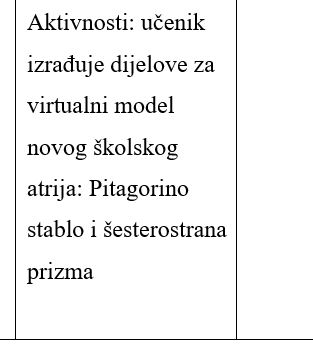 Aktivnosti: učenik
izrađuje dijelove za
virtualni model
novog školskog
atrija: Pitagorino
stablo i šesterostrana
prizma